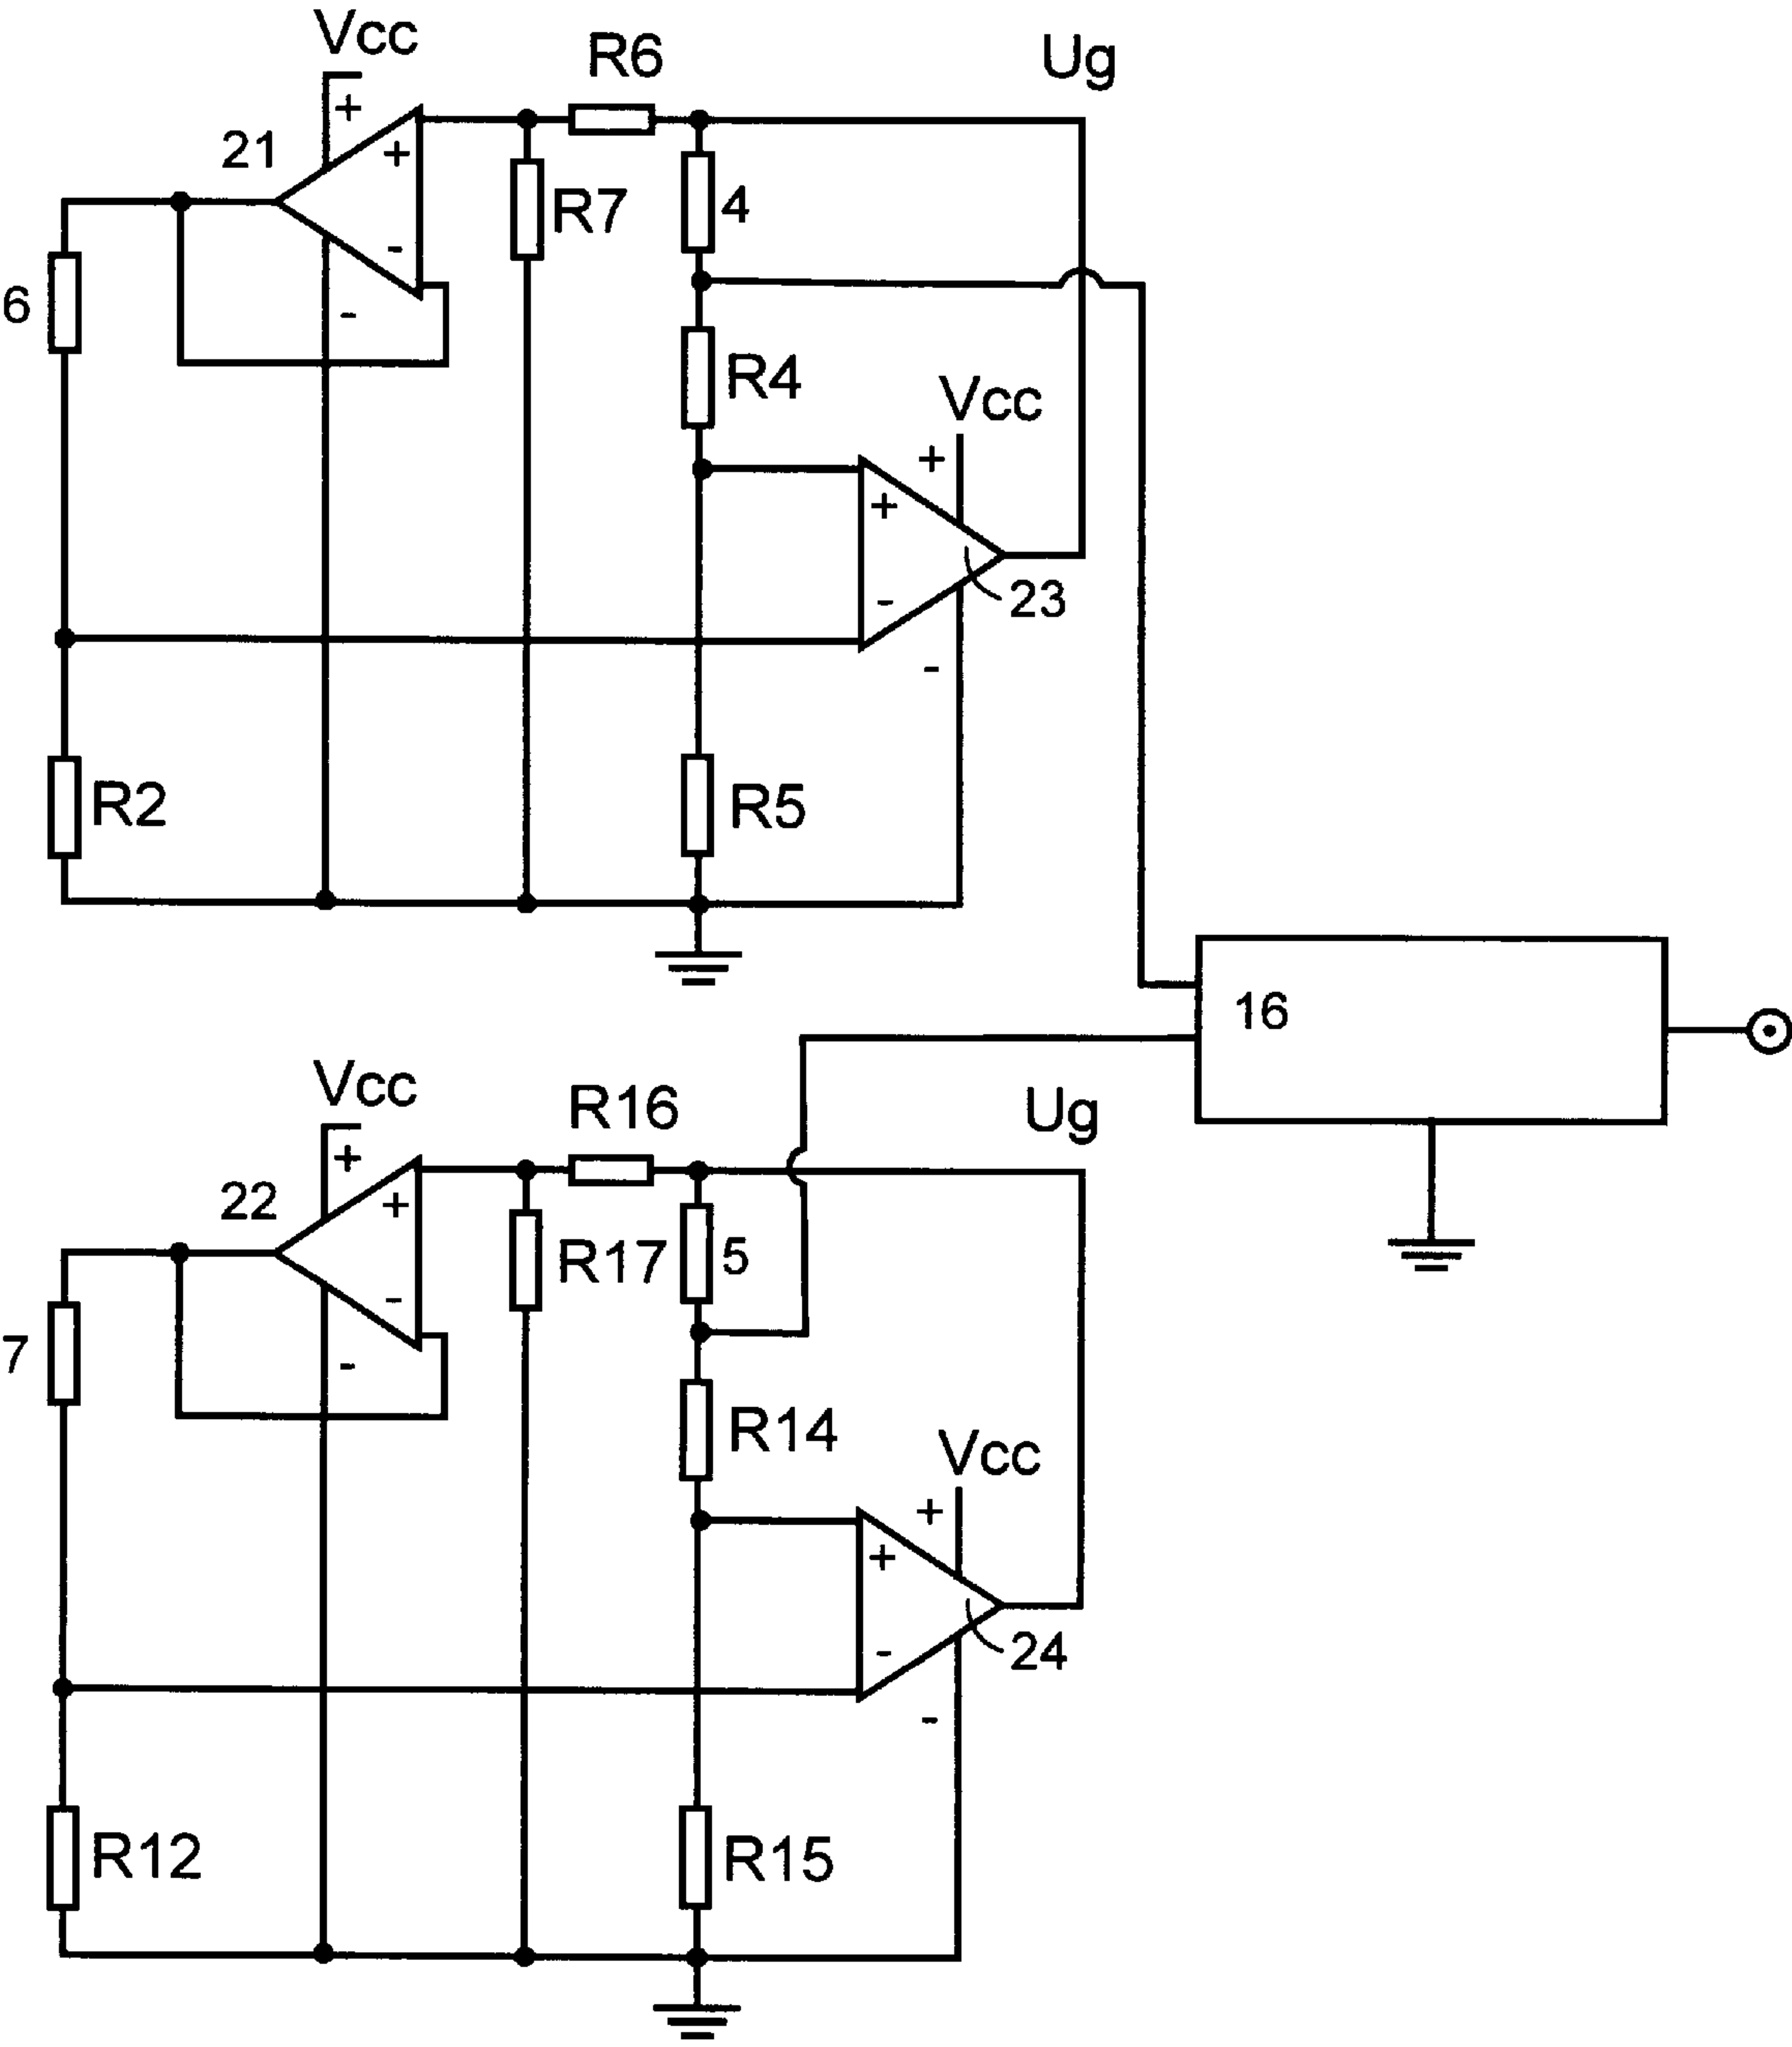 Vcc
R6
Ug
+
21
+
R7
4
-
6
-
R4
Vcc
+
+
-
23
-
R2
R5
16
Vcc
R16
Ug
+
22
+
R17
5
-
7
-
R14
Vcc
+
+
-
24
-
R12
R15